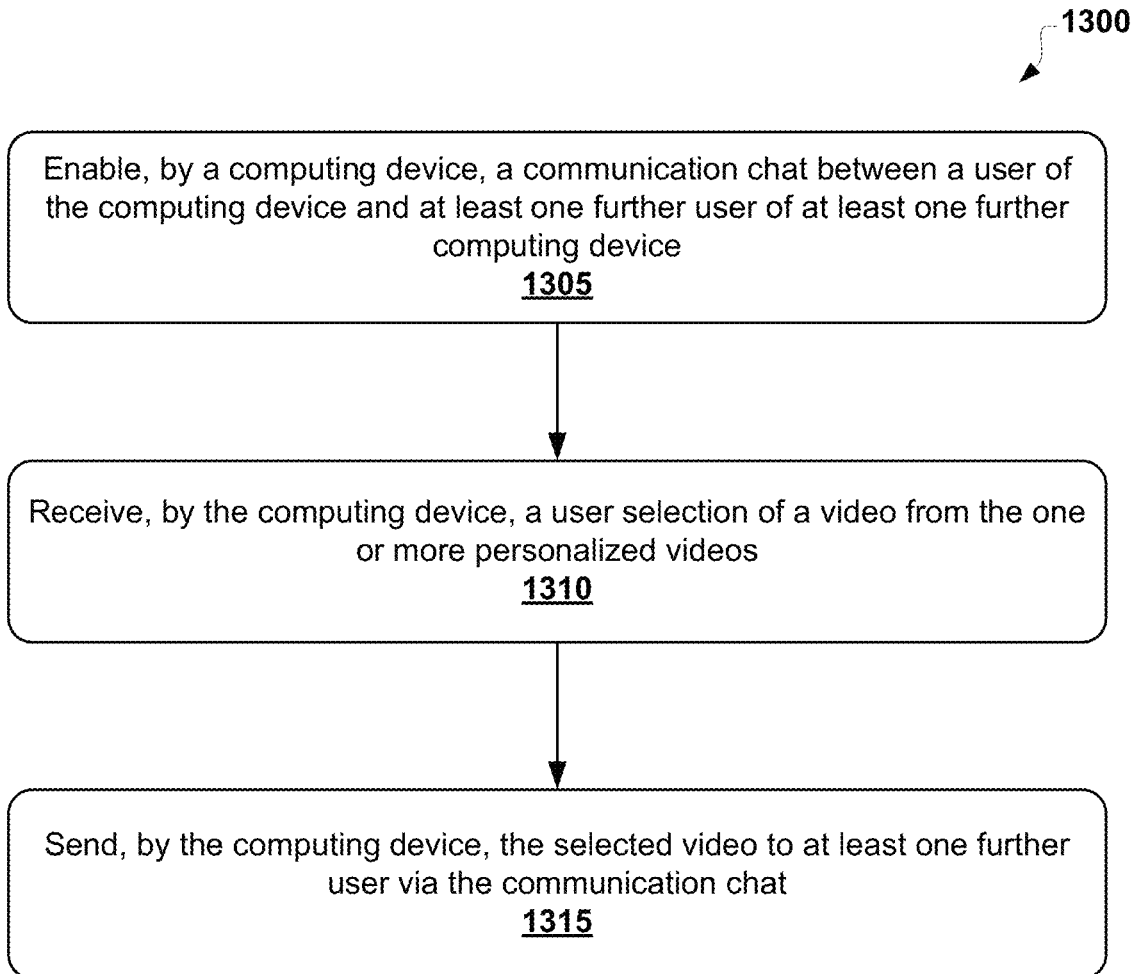 1300
Enable, by a computing device, a communication chat between a user of
the computing device and at least one further user of at least one further
computing device
1305
Receive, by the computing device, a user selection of a video from the one
or more personalized videos
1310
Send, by the computing device, the selected video to at least one further
user via the communication chat
1315